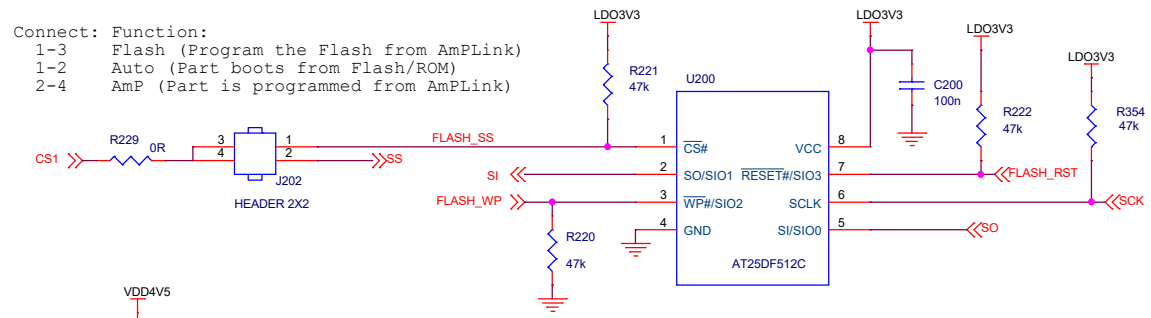 LDO3V3
LDO3V3
LDO3V3
LDO3V3
Connect: Function:
1-3 Flash (Program the Flash from AmPLink)
1-2 Auto (Part boots from Flash/ROM)
2-4 AmP (Part is programmed from AmPLink)
R221
47k
U200
C200
100n
R222
47k
R354
47k
R229
0R
CS1
3
4
1
2
J202
HEADER 2X2
FLASH_SS
SS
1
CS#
VCC
8
SI
2
SO/SIO1
RESET#/SIO3
7
FLASH_RST
FLASH_WP
3
WP#/SIO2
SCLK
6
SCK
4
GND
SI/SIO0
5
SO
R220
47k
AT25DF512C
VDD4V5